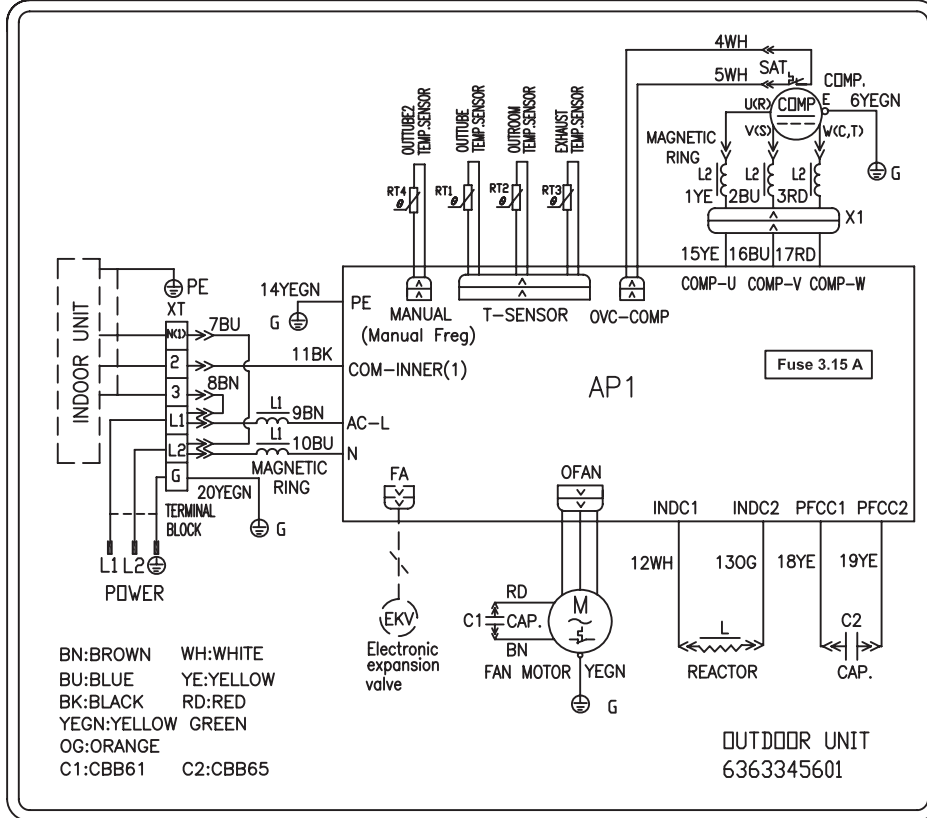 4WH
5WH
SAT
COMP.
U(R)
COMP
E
6YEGN
V(S)
W(C,T)
MAGNETIC
RING
L2
L2
L2
G
1YE
2BU
3RD
X1
15YE
16BU
17RD
OUTTUBE2
TEMP.SENSOR
OUTTUBE
TEMP.SENSOR
OUTROOM
TEMP.SENSOR
EXHAUST
TEMP.SENSOR
RT4
θ
RT1
θ
RT2
θ
RT3
θ
INDOOR UNIT
PE
XT
N(1)
2
3
L1
L2
G
7BU
8BN
11BK
L1
9BN
L1
10BU
MAGNETIC
RING
20YEGN
G
TERMINAL
BLOCK
L1
L2
POWER
14YEGN
G
PE
MANUAL
(Manual Freg)
T-SENSOR
OVC-COMP
COMP-U
COMP-V
COMP-W
COM-INNER(1)
AP1
Fuse 3.15 A
AC-L
N
FA
OFAN
INDC1
INDC2
PFCC1
PFCC2
12WH
13OG
18YE
19YE
EKV
Electronic
expansion
valve
RD
C1
CAP.
BN
M
FAN MOTOR
YEGN
G
L
REACTOR
C2
CAP.
BN:BROWN WH:WHITE
BU:BLUE YE:YELLOW
BK:BLACK RD:RED
YEGN:YELLOW GREEN
OG:ORANGE
C1:CBB61 C2:CBB65
OUTDOOR UNIT
6363345601